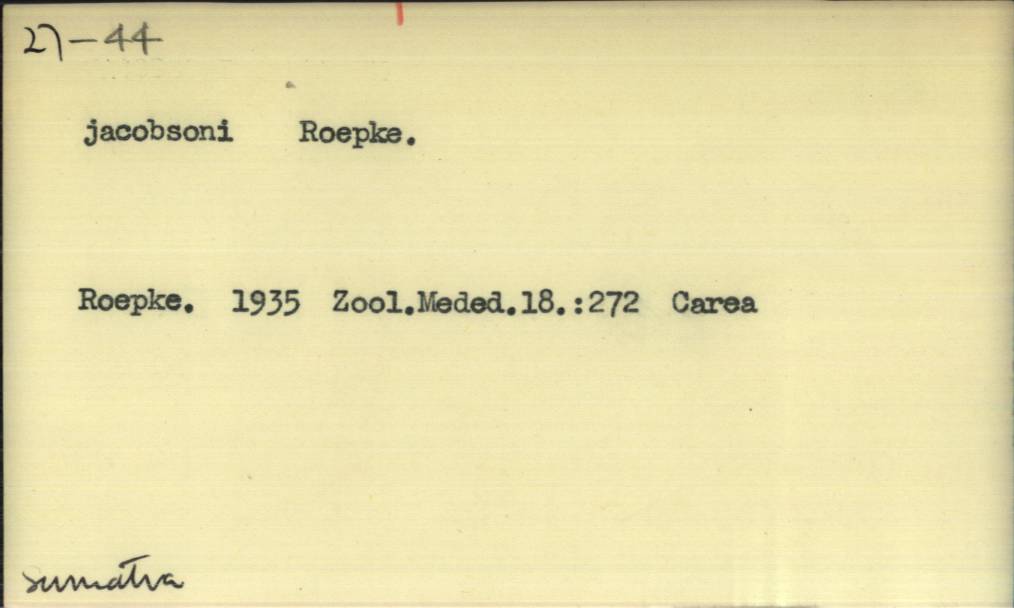 27-44
jacobsoni Roepke.
Roepke. 1935 Zool.Meded.18.:272 Carea
Sumatra